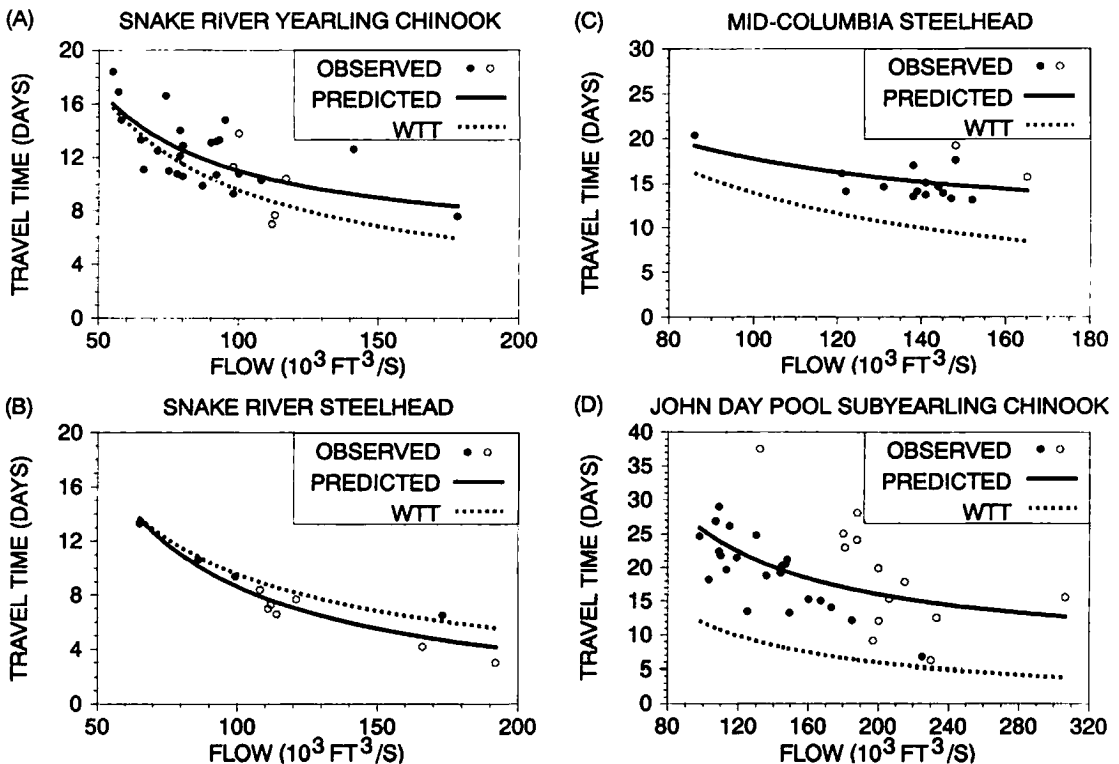 (A) SNAKE RIVER YEARLING CHINOOK
20
16
12
8
4
0
TRAVEL TIME (DAYS)
OBSERVED
PREDICTED
WTT
50 100 150 200
FLOW (10³ FT³/S)
(B) SNAKE RIVER STEELHEAD
20
16
12
8
4
0
TRAVEL TIME (DAYS)
OBSERVED
PREDICTED
WTT
50 100 150 200
FLOW (10³ FT³/S)
(C) MID-COLUMBIA STEELHEAD
30
25
20
15
10
5
0
TRAVEL TIME (DAYS)
OBSERVED
PREDICTED
WTT
80 100 120 140 160 180
FLOW (10³ FT³/S)
(D) JOHN DAY POOL SUBYEARLING CHINOOK
40
35
30
25
20
15
10
5
0
TRAVEL TIME (DAYS)
OBSERVED
PREDICTED
WTT
80 120 160 200 240 280 320
FLOW (10³ FT³/S)